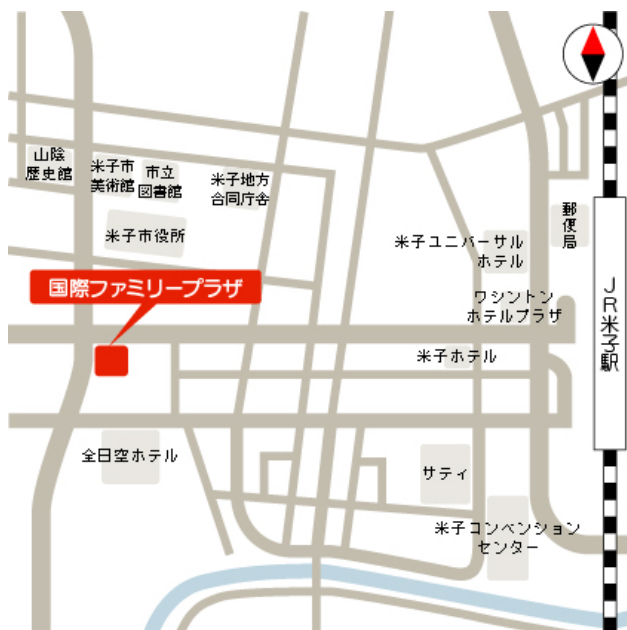 山陰
歴史館
米子市
美術館
市立
図書館
米子地方
合同庁舎
米子市役所
郵便局
米子ユニバーサル
ホテル
国際ファミリープラザ
ワシントン
ホテルプラザ
JR米子駅
米子ホテル
全日空ホテル
サティ
米子コンベンション
センター